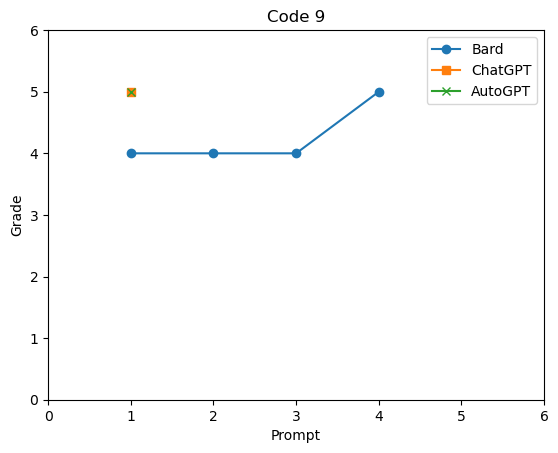 Code 9
6
5
4
3
2
1
0
Grade
Bard
ChatGPT
AutoGPT
0 1 2 3 4 5 6
Prompt